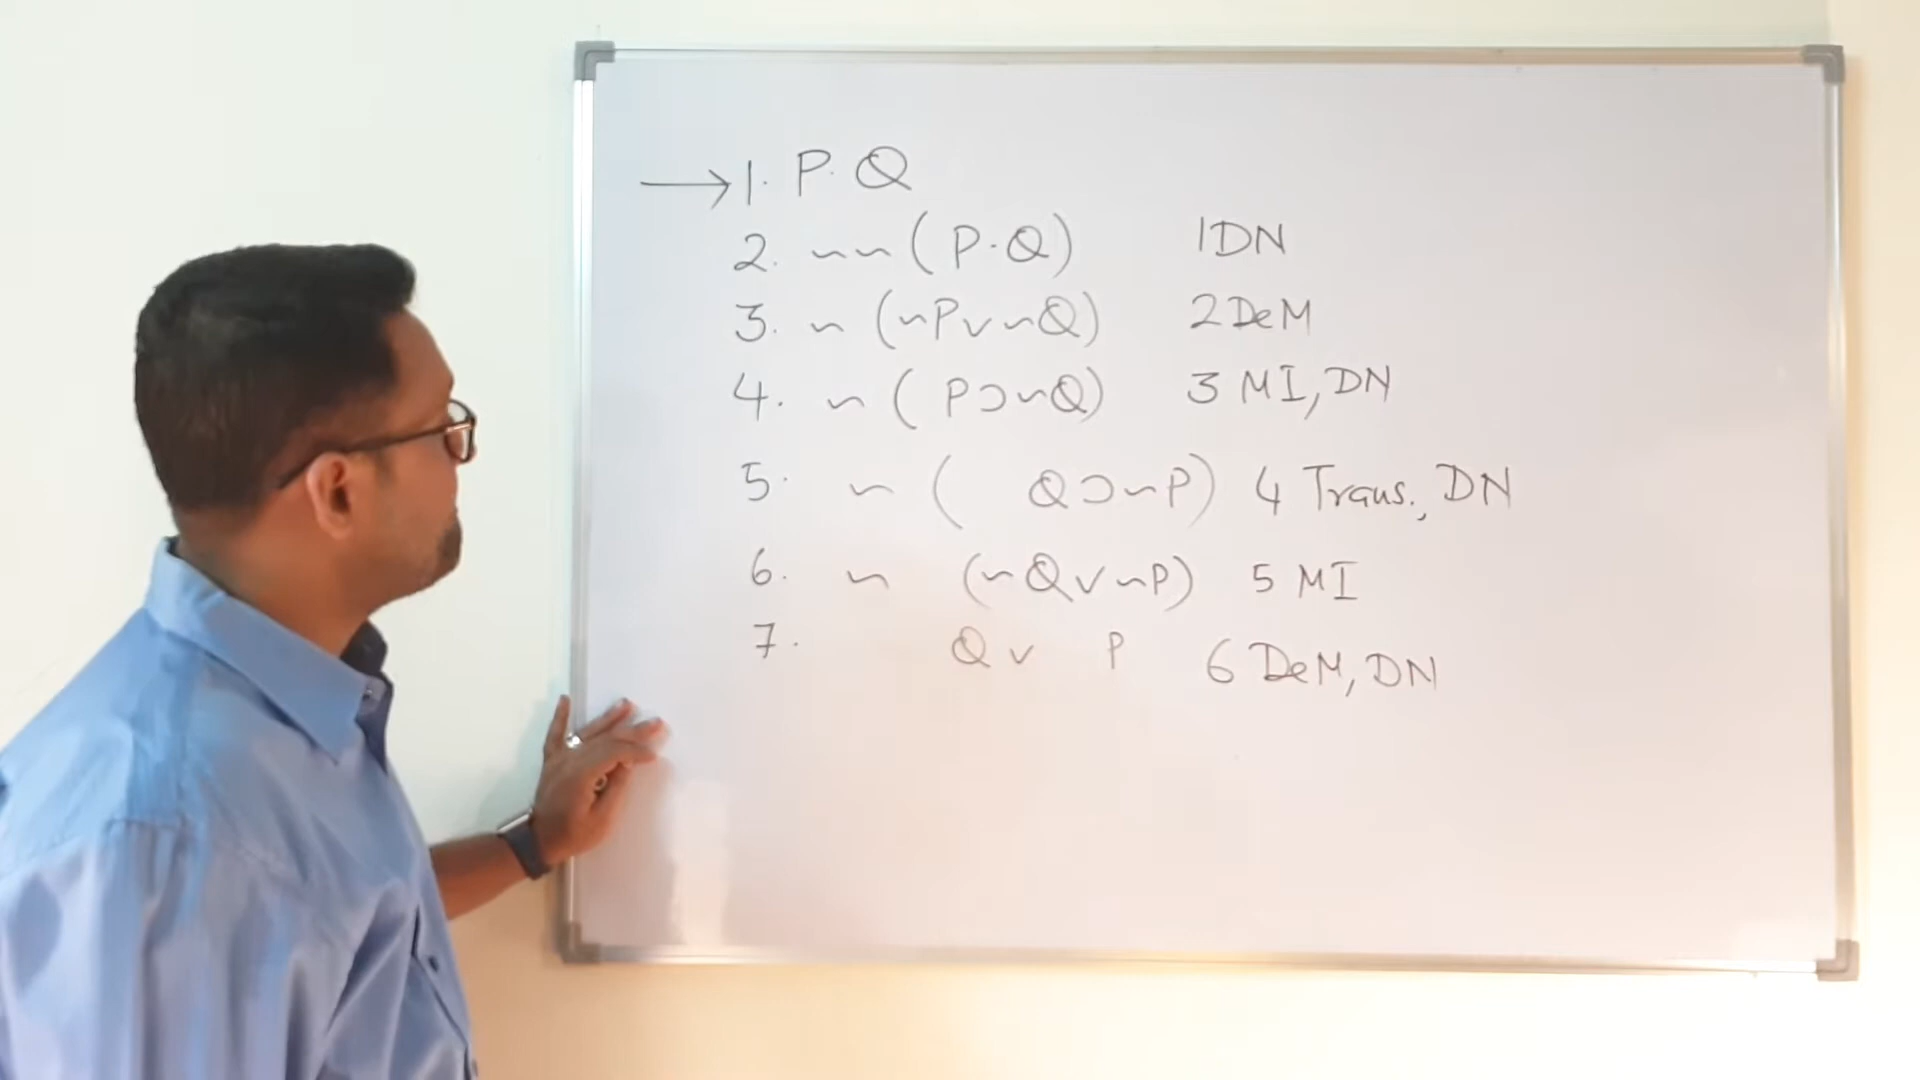 → 1. P · Q
2. ~~(P · Q) 1 DN
3. ~(~P v ~Q) 2 DeM
4. ~(P ⊃ ~Q) 3 MI, DN
5. ~(Q ⊃ ~P) 4 Trans., DN
6. ~(~Q v ~P) 5 MI
7. Q v P 6 DeM, DN